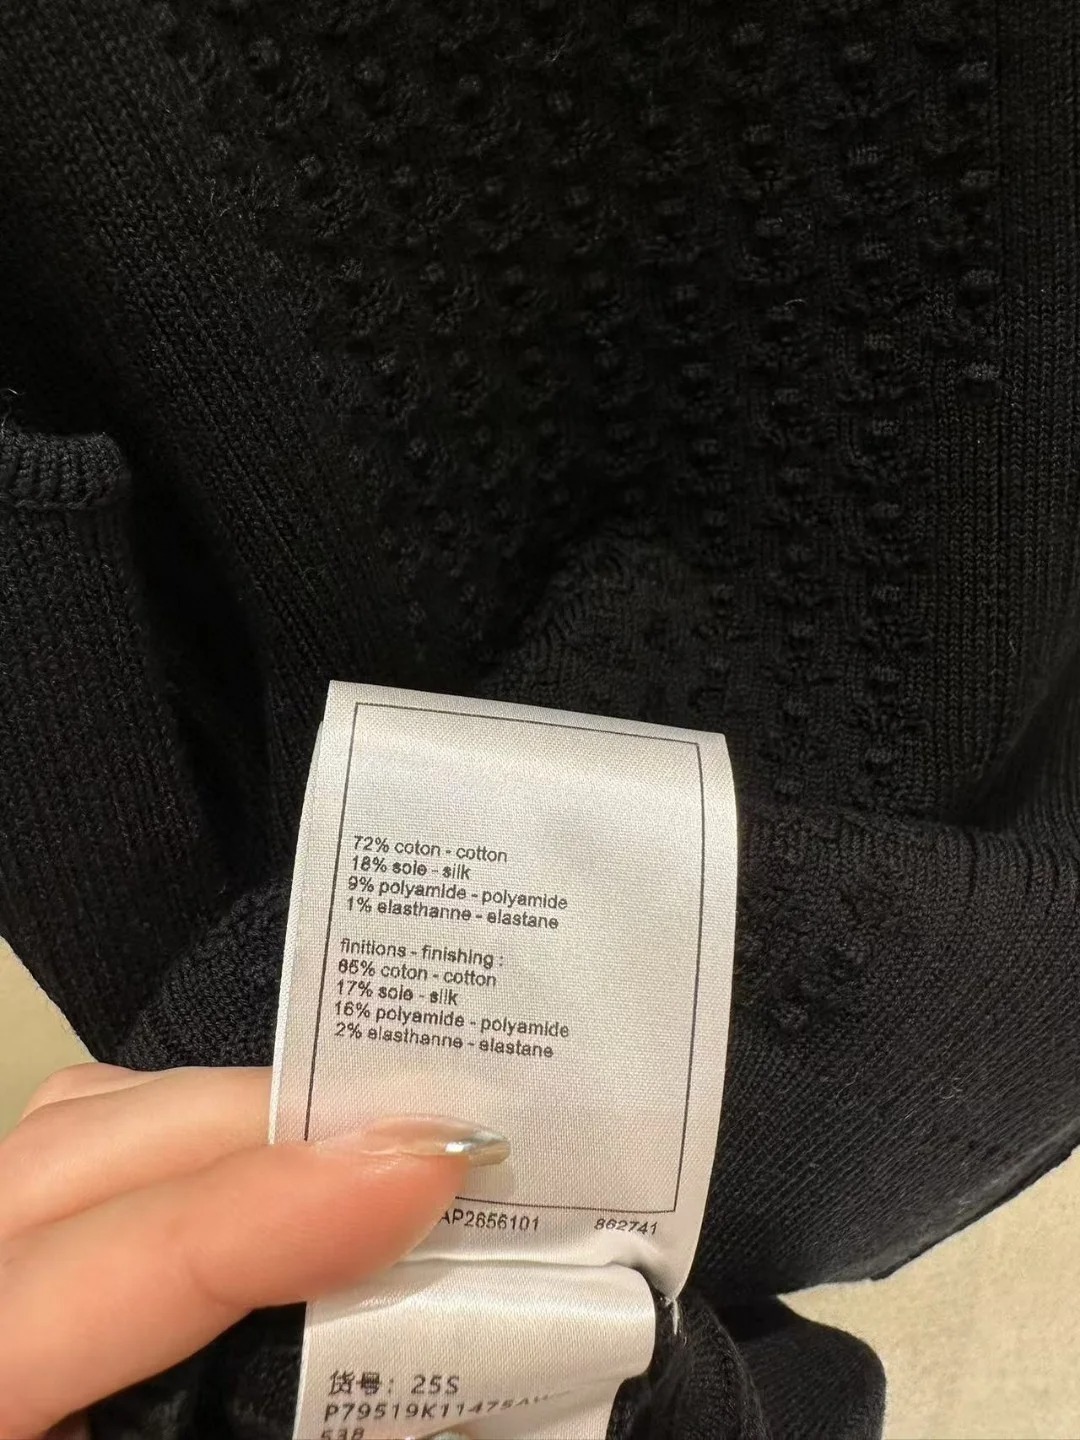 72% coton - cotton
18% soie - silk
9% polyamide - polyamide
1% elasthanne - elastane
finitions - finishing :
65% coton - cotton
17% soie - silk
16% polyamide - polyamide
2% elasthanne - elastane
AP2656101 862741
货号: 25S
538